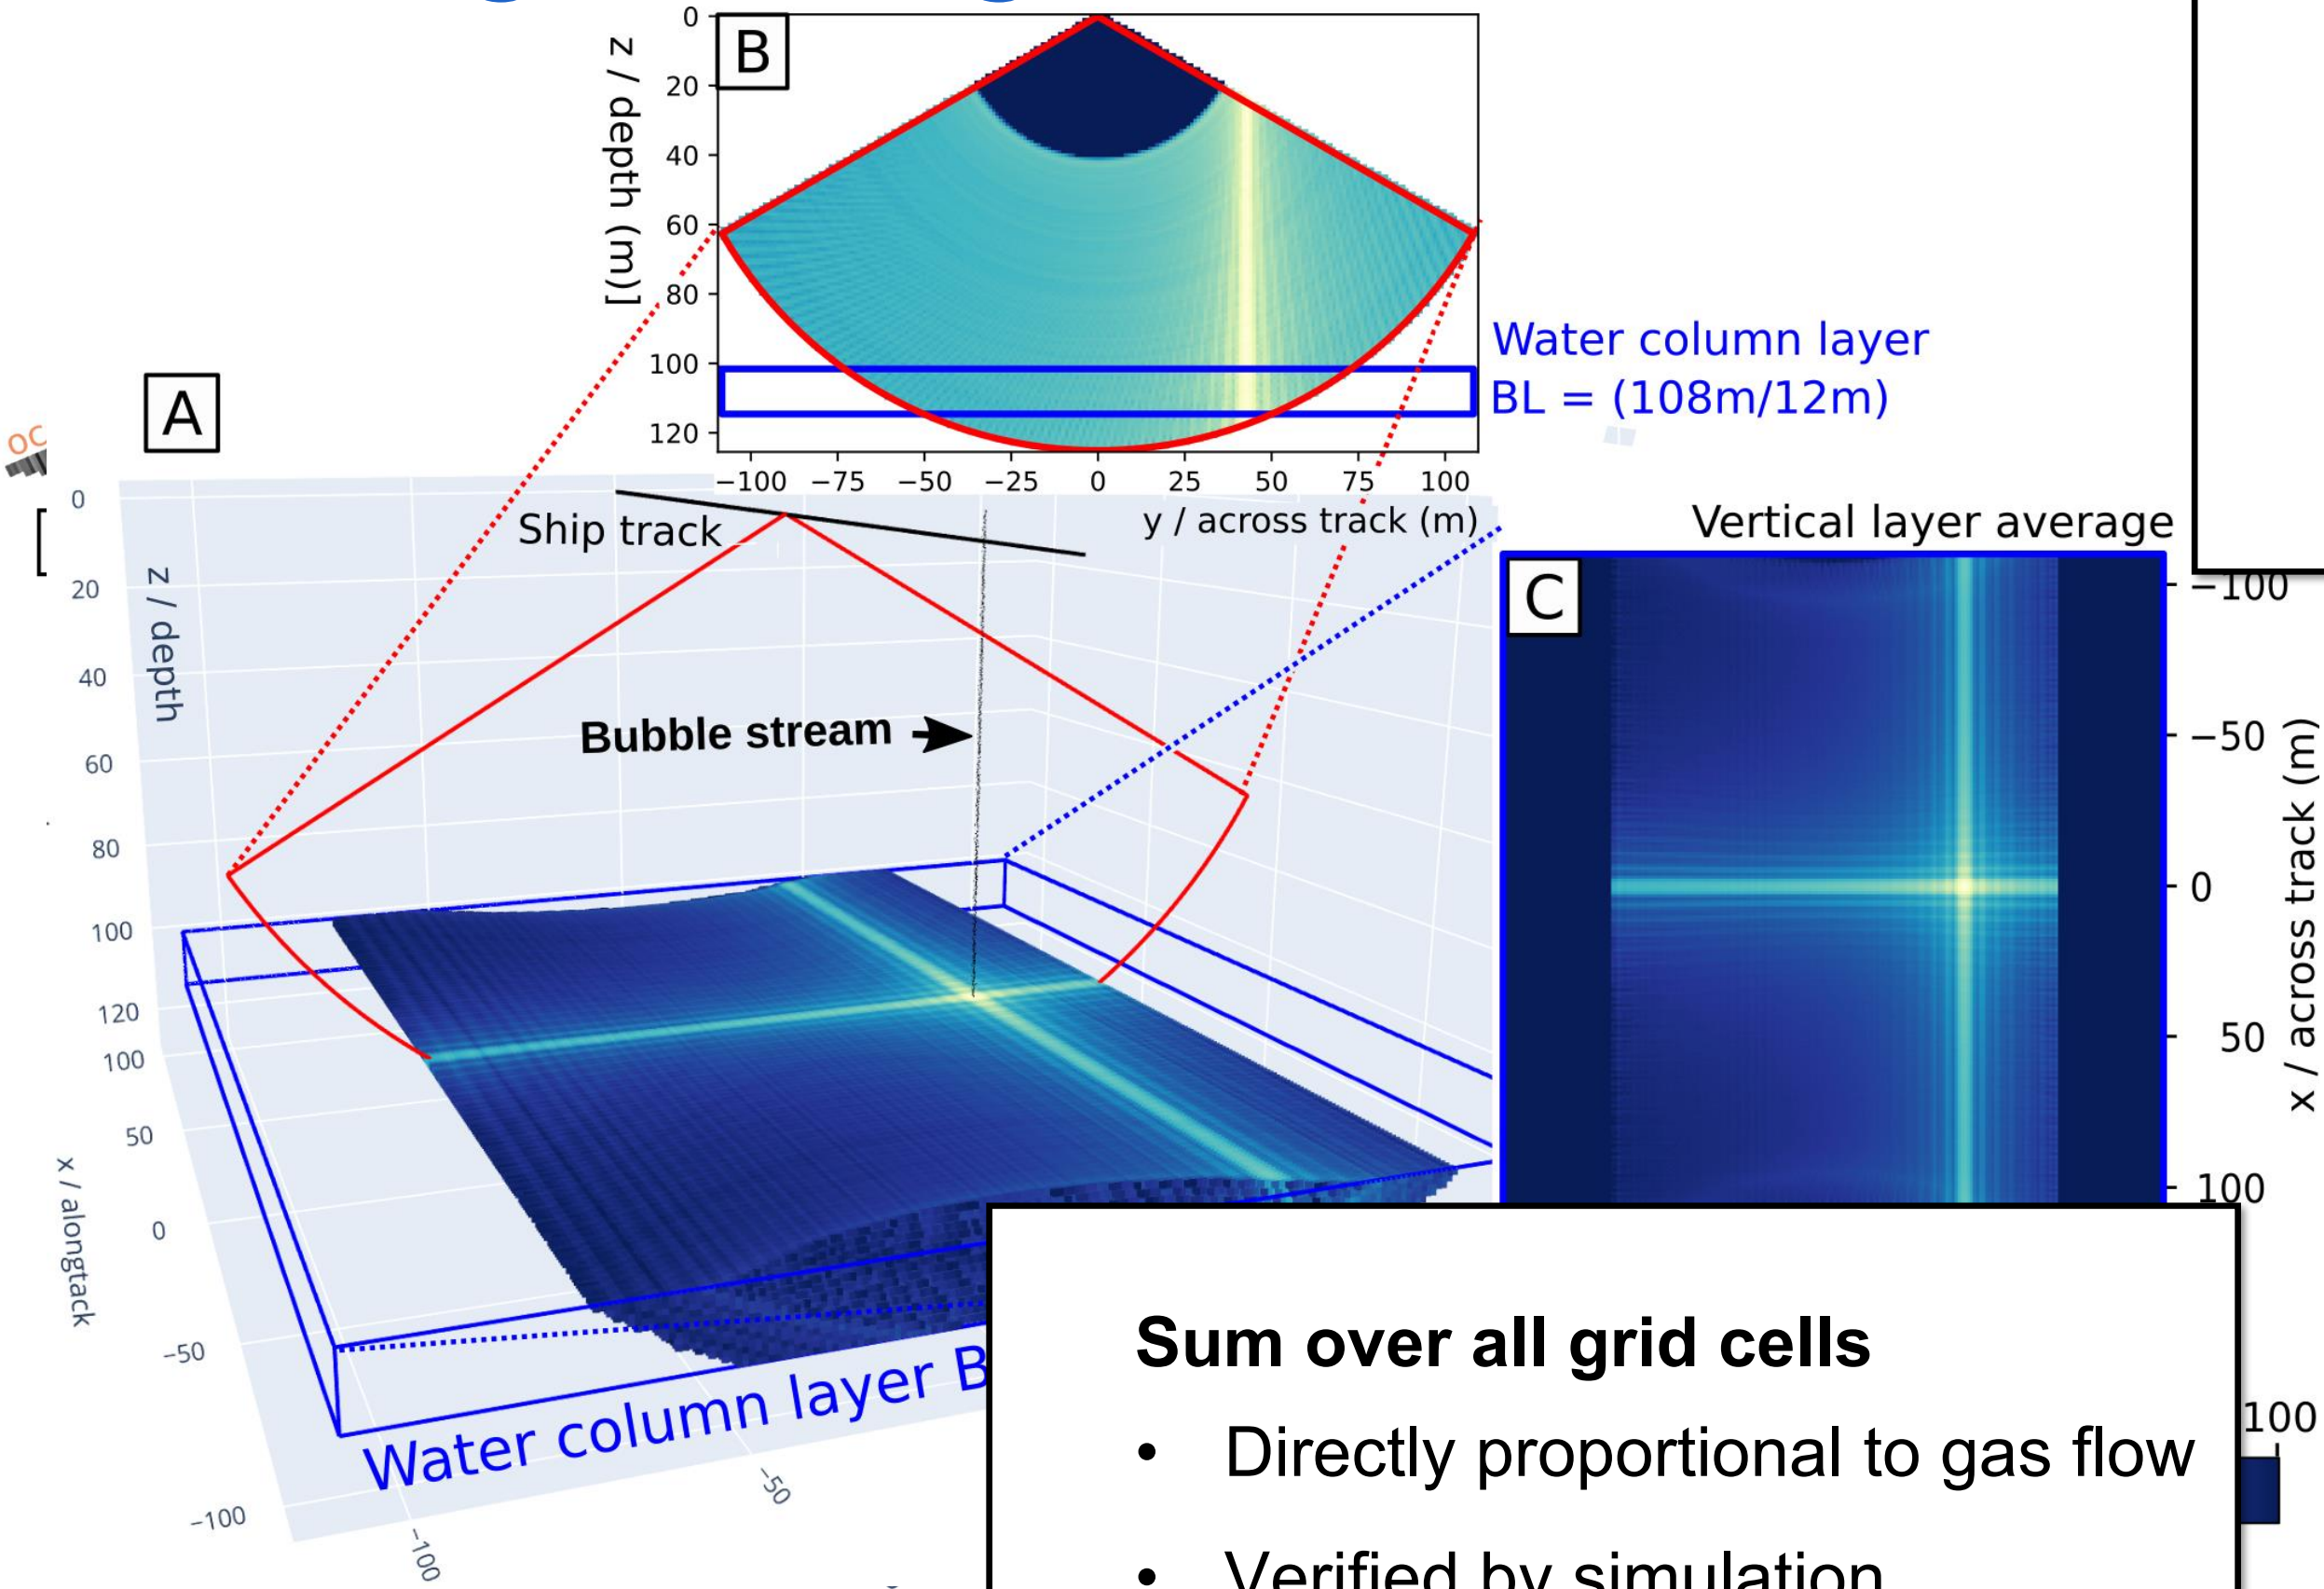 B
z / depth (m)]
0
20
40
60
80
100
120
−100 −75 −50 −25 0 25 50 75 100
y / across track (m)
Water column layer
BL = (108m/12m)
A
oc
[
Ship track
z / depth
0
20
40
60
80
100
120
100
50
0
−50
−100
x / alongtack
−100
−50
Bubble stream
Water column layer B
Vertical layer average
C
−100
−50
0
50
100
x / across track (m)
100
Sum over all grid cells
• Directly proportional to gas flow
• Verified by simulation